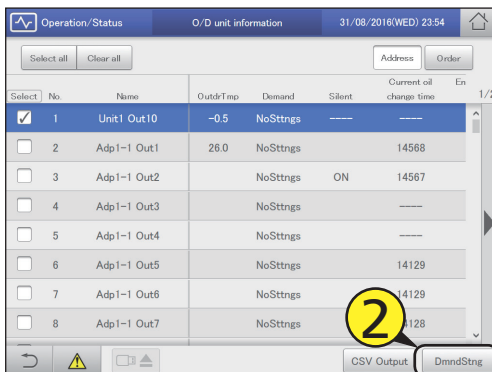 Operation/Status O/D unit information 31/08/2016(WED) 23:54
Select all Clear all Address Order
Select No. Name OutdrTmp Demand Silent Current oil change time En 1/2
1 Unit1 Out10 -0.5 NoSttngs ---- ----
2 Adp1-1 Out1 26.0 NoSttngs 14568
3 Adp1-1 Out2 NoSttngs ON 14567
4 Adp1-1 Out3 NoSttngs ----
5 Adp1-1 Out4 NoSttngs ----
6 Adp1-1 Out5 NoSttngs 14129
7 Adp1-1 Out6 NoSttngs 4129
8 Adp1-1 Out7 NoSttngs 4128
2
CSV Output DmndStng